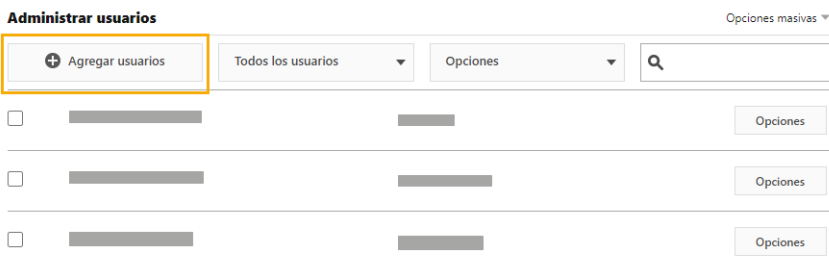 Administrar usuarios
Opciones masivas
Agregar usuarios
Todos los usuarios
Opciones
Opciones
Opciones
Opciones